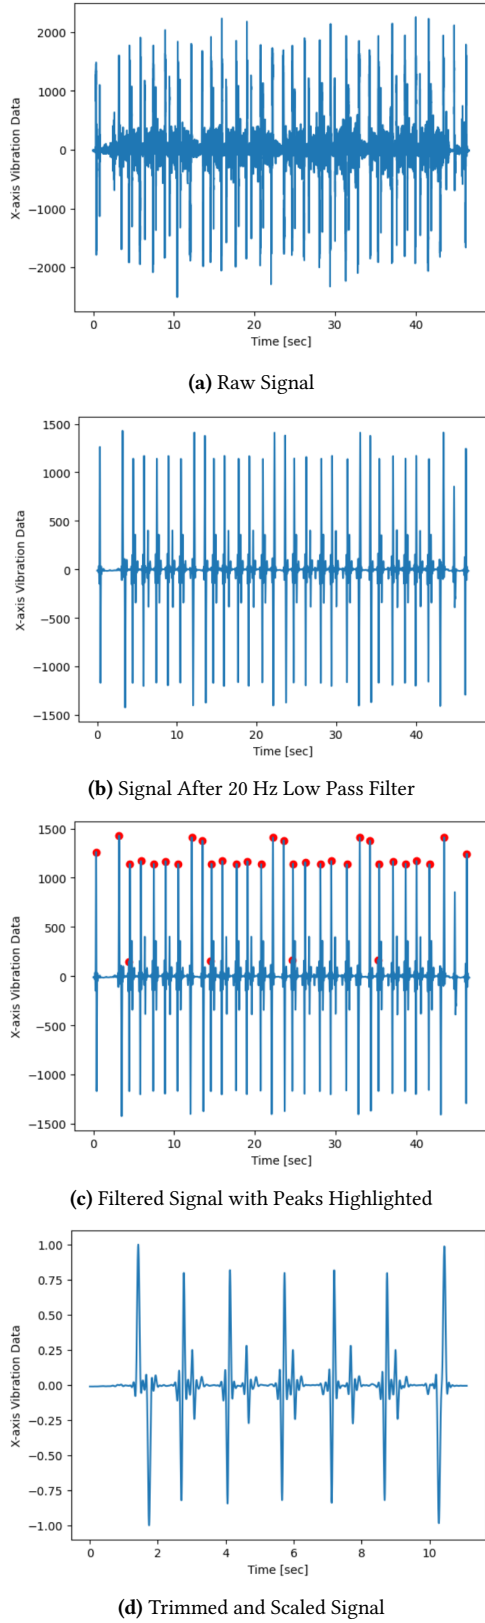 2000
1000
0
−1000
−2000
X-axis Vibration Data
0 10 20 30 40
Time [sec]
(a) Raw Signal
1500
1000
500
0
−500
−1000
−1500
X-axis Vibration Data
0 10 20 30 40
Time [sec]
(b) Signal After 20 Hz Low Pass Filter
1500
1000
500
0
−500
−1000
−1500
X-axis Vibration Data
0 10 20 30 40
Time [sec]
(c) Filtered Signal with Peaks Highlighted
1.00
0.75
0.50
0.25
0.00
−0.25
−0.50
−0.75
−1.00
X-axis Vibration Data
0 2 4 6 8 10
Time [sec]
(d) Trimmed and Scaled Signal